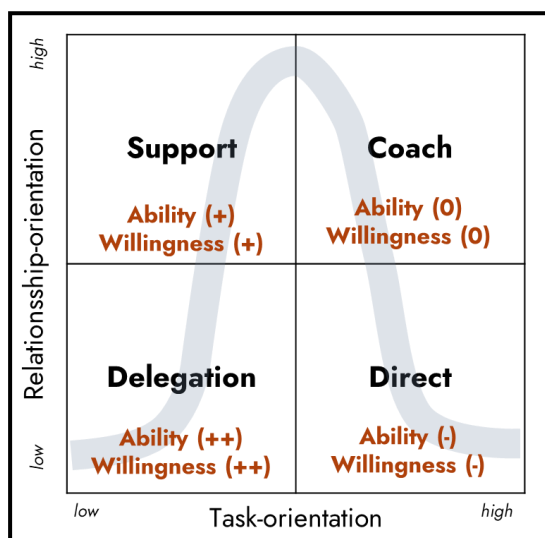 high
Relationsship-orientation
low
Support
Ability (+)
Willingness (+)
Coach
Ability (0)
Willingness (0)
Delegation
Ability (++)
Willingness (++)
Direct
Ability (-)
Willingness (-)
low
Task-orientation
high